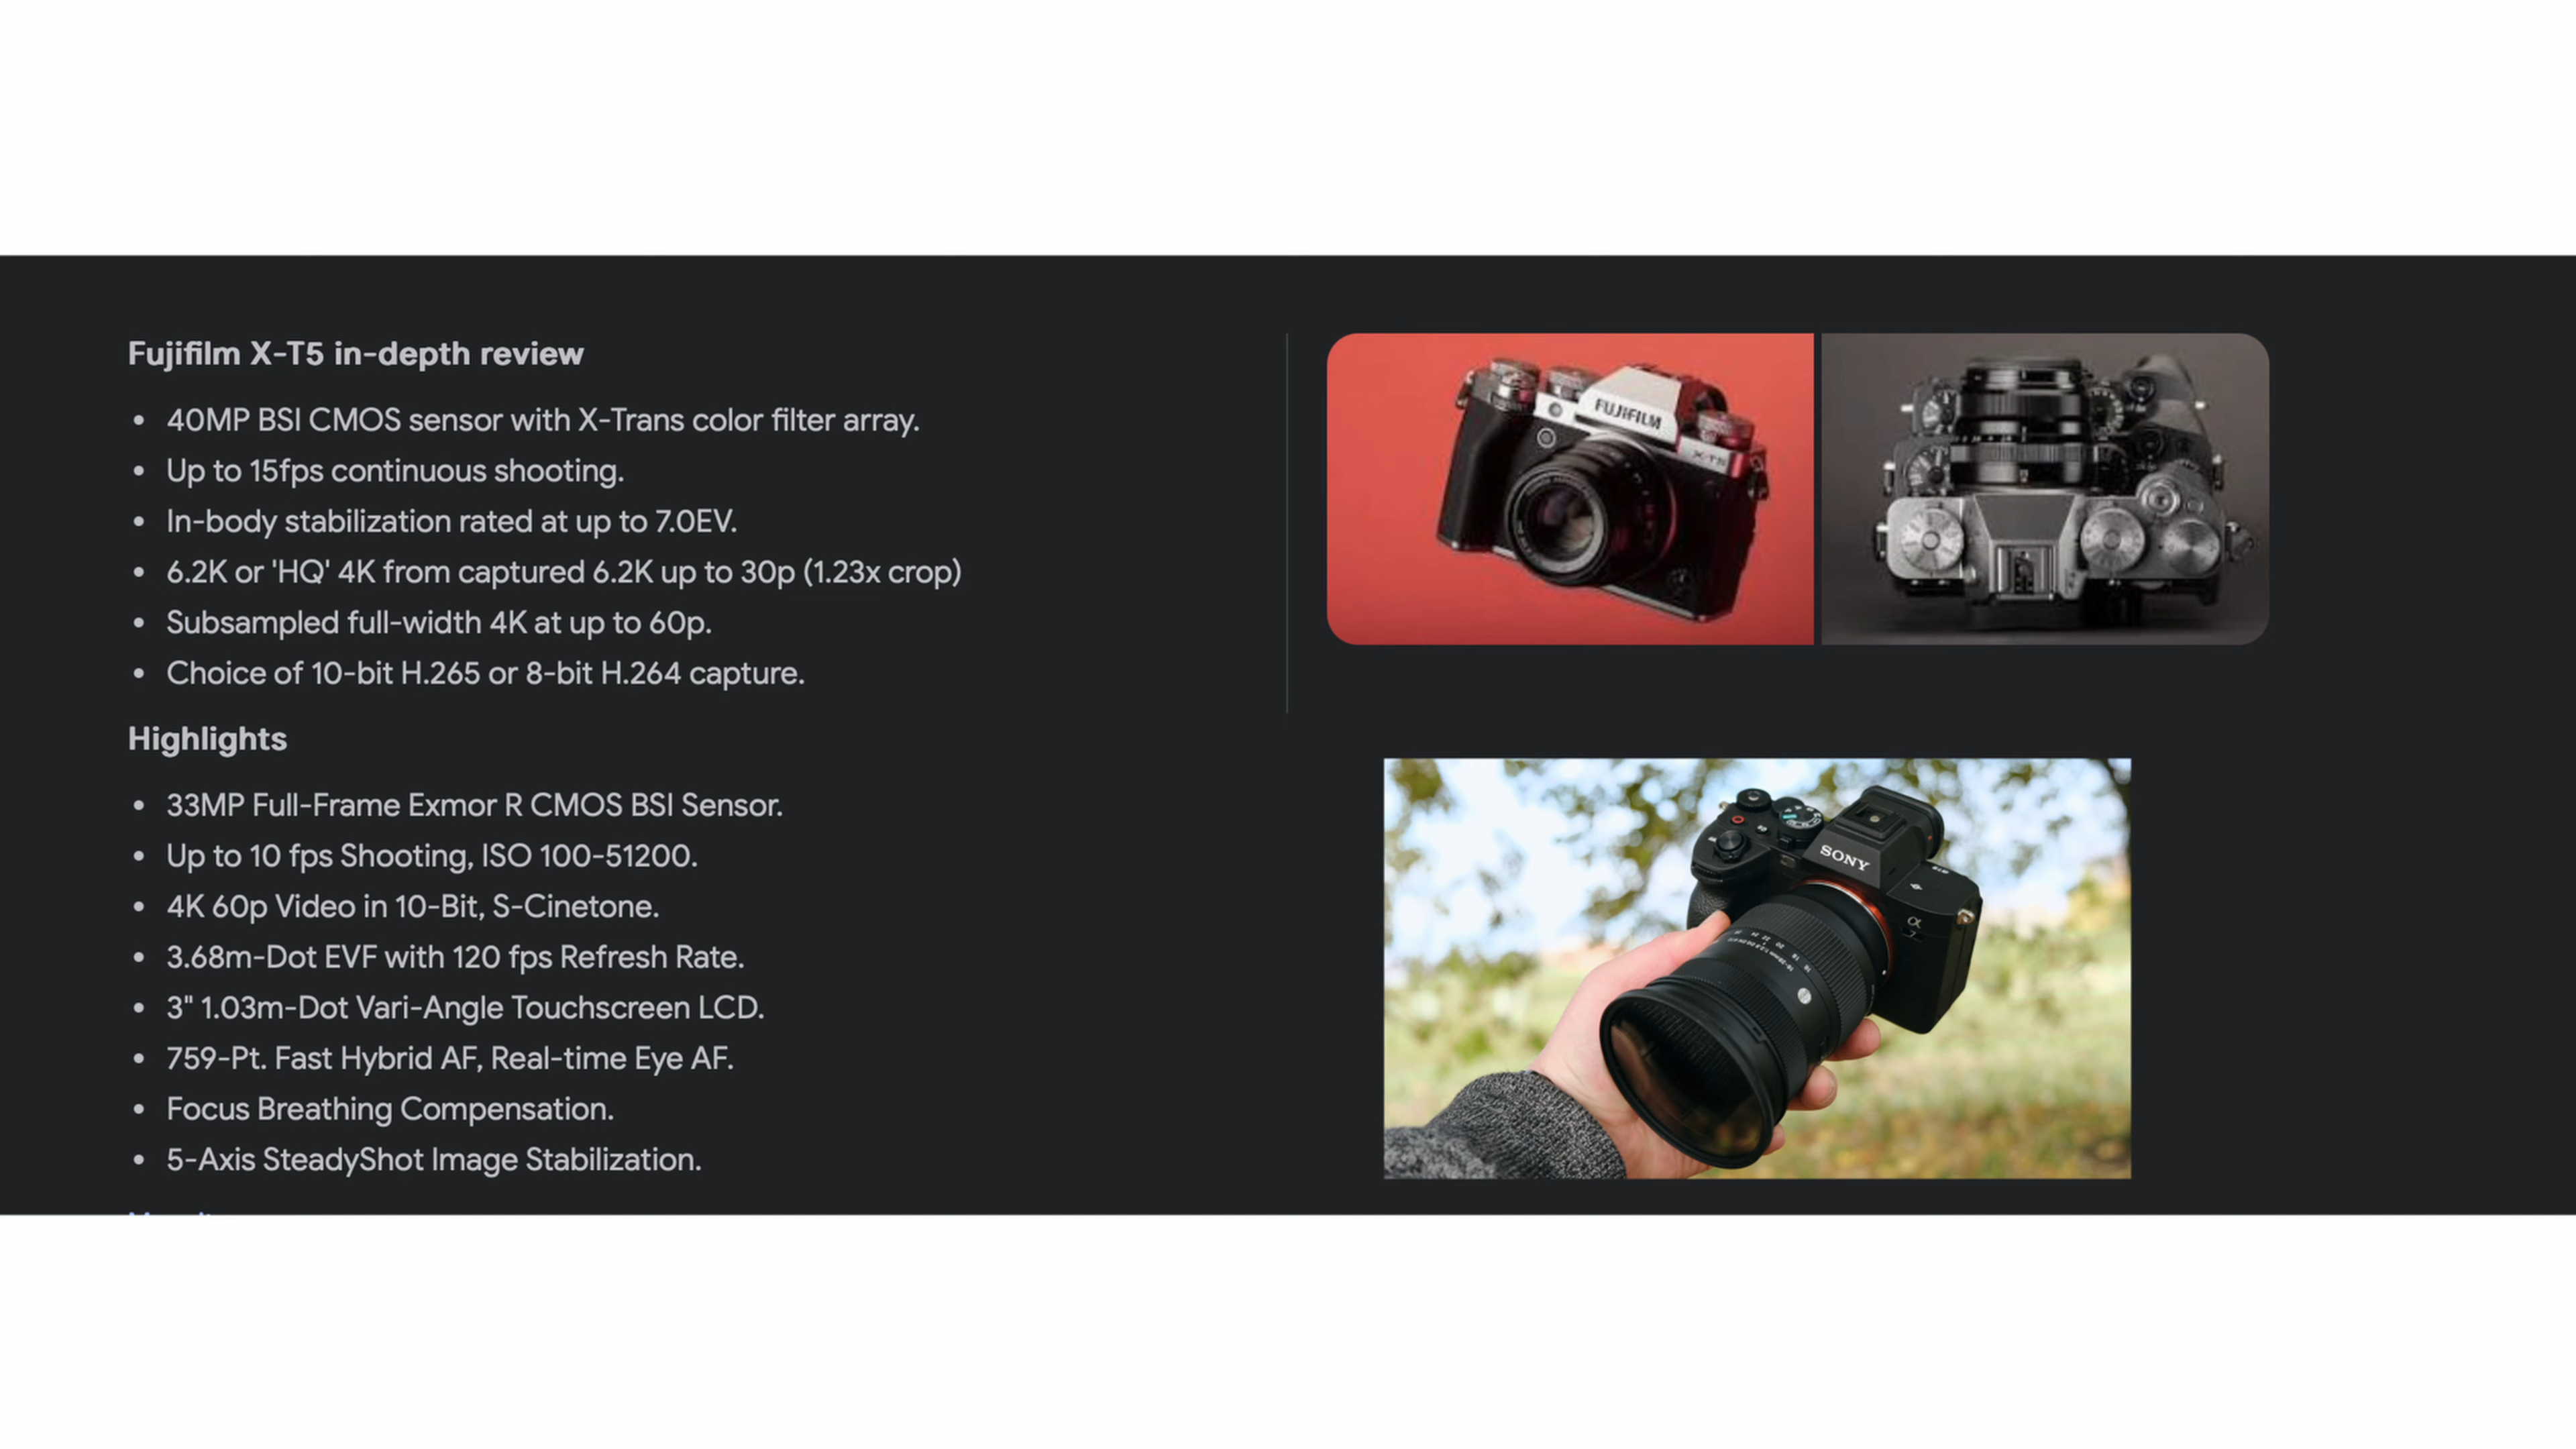 Fujifilm X-T5 in-depth review
• 40MP BSI CMOS sensor with X-Trans color filter array.
• Up to 15fps continuous shooting.
• In-body stabilization rated at up to 7.0EV.
• 6.2K or 'HQ' 4K from captured 6.2K up to 30p (1.23x crop)
• Subsampled full-width 4K at up to 60p.
• Choice of 10-bit H.265 or 8-bit H.264 capture.
FUJIFILM
X-T5
Highlights
• 33MP Full-Frame Exmor R CMOS BSI Sensor.
• Up to 10 fps Shooting, ISO 100-51200.
• 4K 60p Video in 10-Bit, S-Cinetone.
• 3.68m-Dot EVF with 120 fps Refresh Rate.
• 3" 1.03m-Dot Vari-Angle Touchscreen LCD.
• 759-Pt. Fast Hybrid AF, Real-time Eye AF.
• Focus Breathing Compensation.
• 5-Axis SteadyShot Image Stabilization.
SONY
α
7